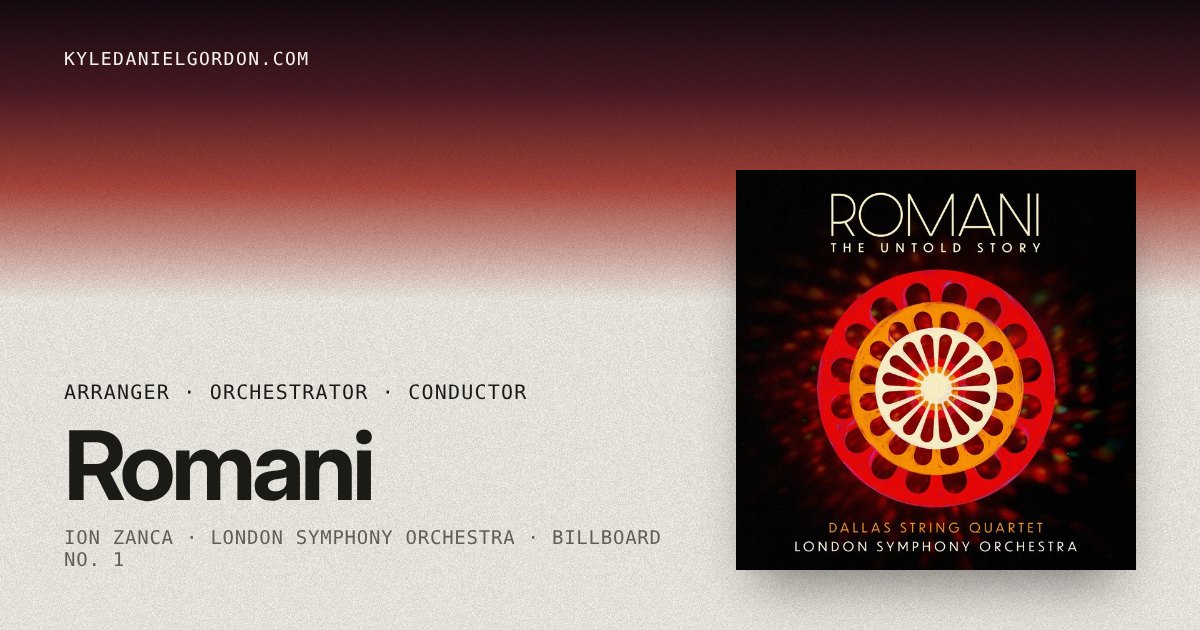 KYLEDANIELGORDON.COM
ARRANGER · ORCHESTRATOR · CONDUCTOR
Romani
ION ZANCA · LONDON SYMPHONY ORCHESTRA · BILLBOARD
NO. 1
ROMANI
THE UNTOLD STORY
DALLAS STRING QUARTET
LONDON SYMPHONY ORCHESTRA